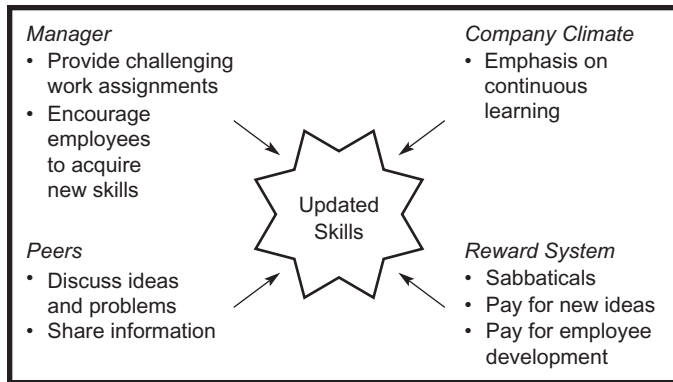 Manager
• Provide challenging
work assignments
• Encourage
employees
to acquire
new skills
Company Climate
• Emphasis on
continuous
learning
Updated
Skills
Peers
• Discuss ideas
and problems
• Share information
Reward System
• Sabbaticals
• Pay for new ideas
• Pay for employee
development